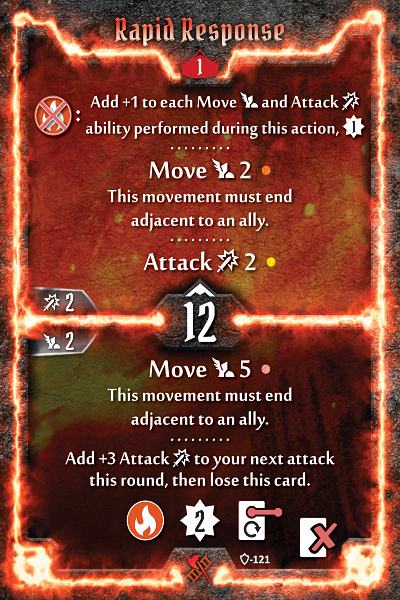 Rapid Response
1
: Add +1 to each Move and Attack
ability performed during this action, 1
Move 2
This movement must end
adjacent to an ally.
Attack 2
2
12
2
Move 5
This movement must end
adjacent to an ally.
Add +3 Attack to your next attack
this round, then lose this card.
2
-121